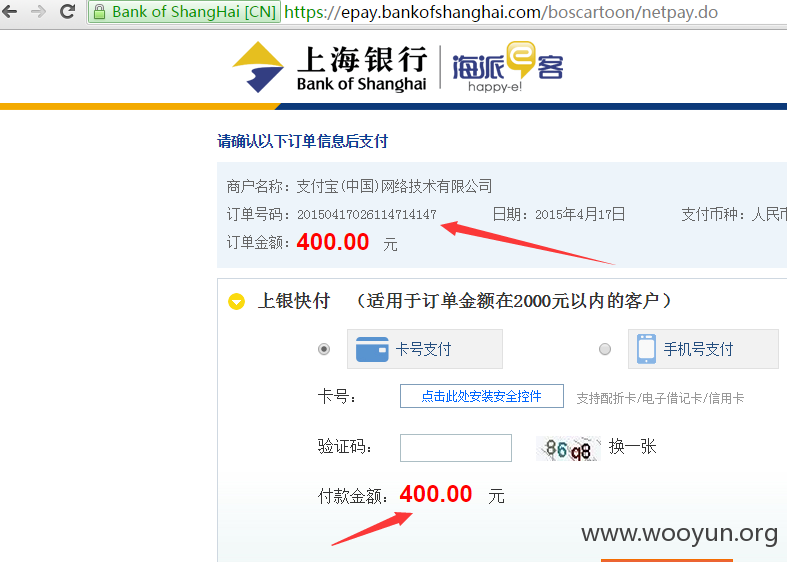 Bank of ShangHai [CN] https://epay.bankofshanghai.com/boscartoon/netpay.do
上海银行
Bank of Shanghai
海派e客
happy-e!
请确认以下订单信息后支付
商户名称：支付宝(中国)网络技术有限公司
订单号码：20150417026114714147 日期：2015年4月17日 支付币种：人民币
订单金额：400.00 元
上银快付 （适用于订单金额在2000元以内的客户）
卡号支付 手机号支付
卡号： 点击此处安装安全控件 支持配折卡/电子借记卡/信用卡
验证码： 86q8 换一张
付款金额：400.00 元
www.wooyun.org